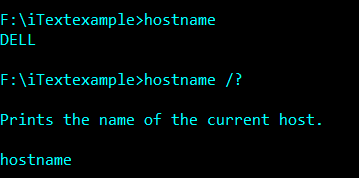 F:\iTextexample>hostname
DELL
F:\iTextexample>hostname /?
Prints the name of the current host.
hostname